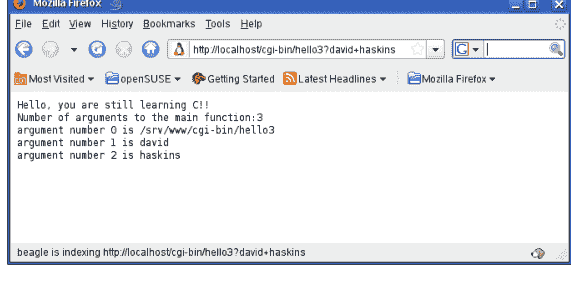 Mozilla Firefox
File Edit View History Bookmarks Tools Help
http://localhost/cgi-bin/hello3?david+haskins G
Most Visited openSUSE Getting Started Latest Headlines Mozilla Firefox
Hello, you are still learning C!!
Number of arguments to the main function:3
argument number 0 is /srv/www/cgi-bin/hello3
argument number 1 is david
argument number 2 is haskins
beagle is indexing http://localhost/cgi-bin/hello3?david+haskins